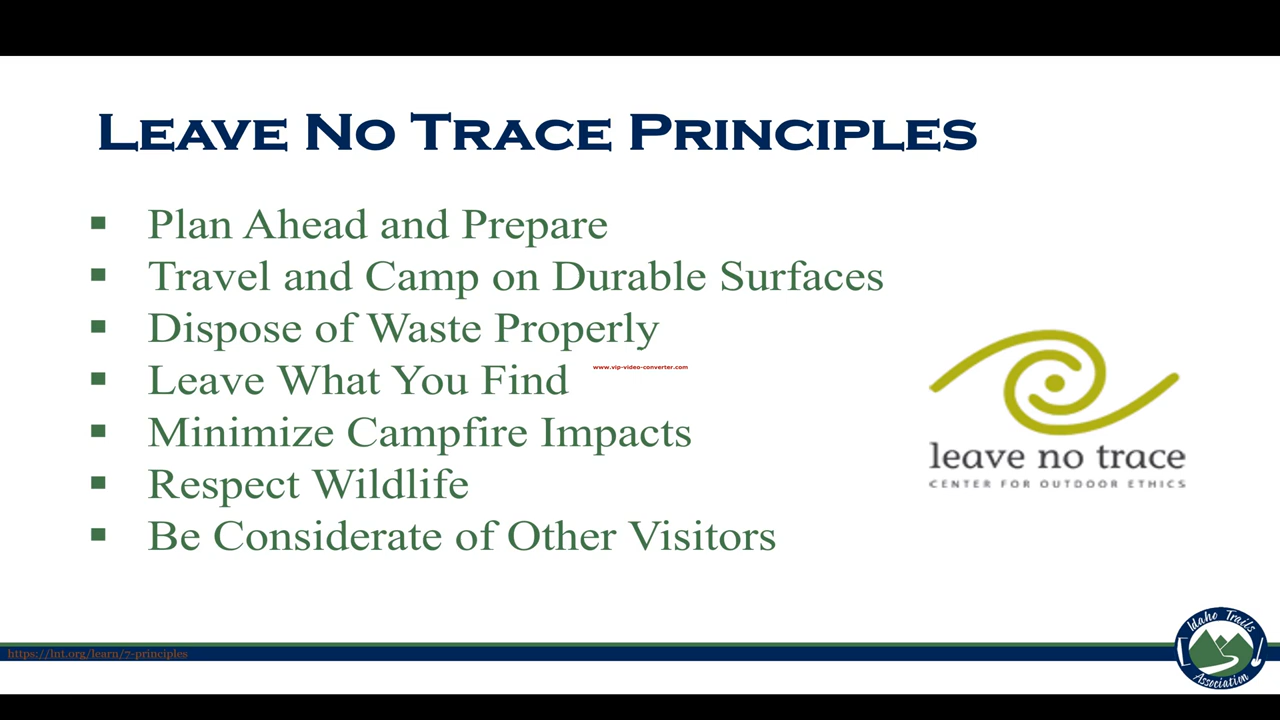 Leave No Trace Principles
▪ Plan Ahead and Prepare
▪ Travel and Camp on Durable Surfaces
▪ Dispose of Waste Properly
www.vip-video-converter.com
▪ Leave What You Find
▪ Minimize Campfire Impacts
▪ Respect Wildlife
▪ Be Considerate of Other Visitors
leave no trace
CENTER FOR OUTDOOR ETHICS
https://lnt.org/learn/7-principles
Idaho Trails
Association